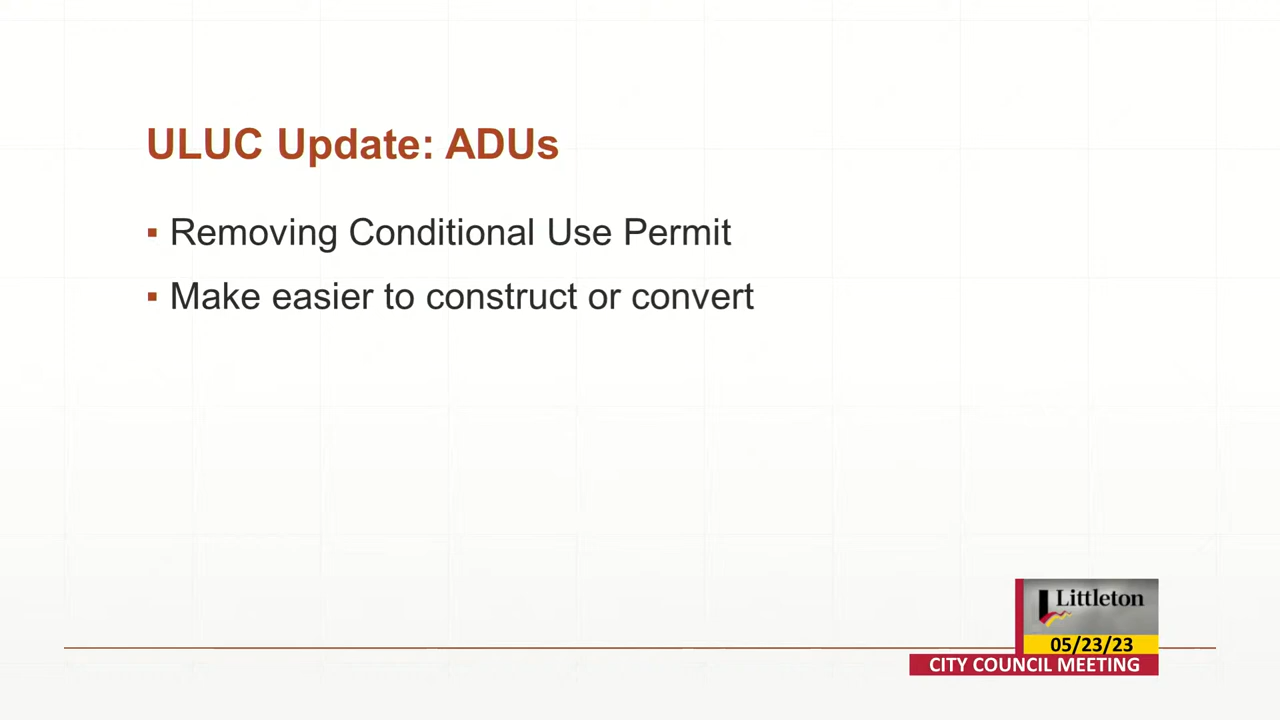 ULUC Update: ADUs
▪ Removing Conditional Use Permit
▪ Make easier to construct or convert
Littleton
05/23/23
CITY COUNCIL MEETING